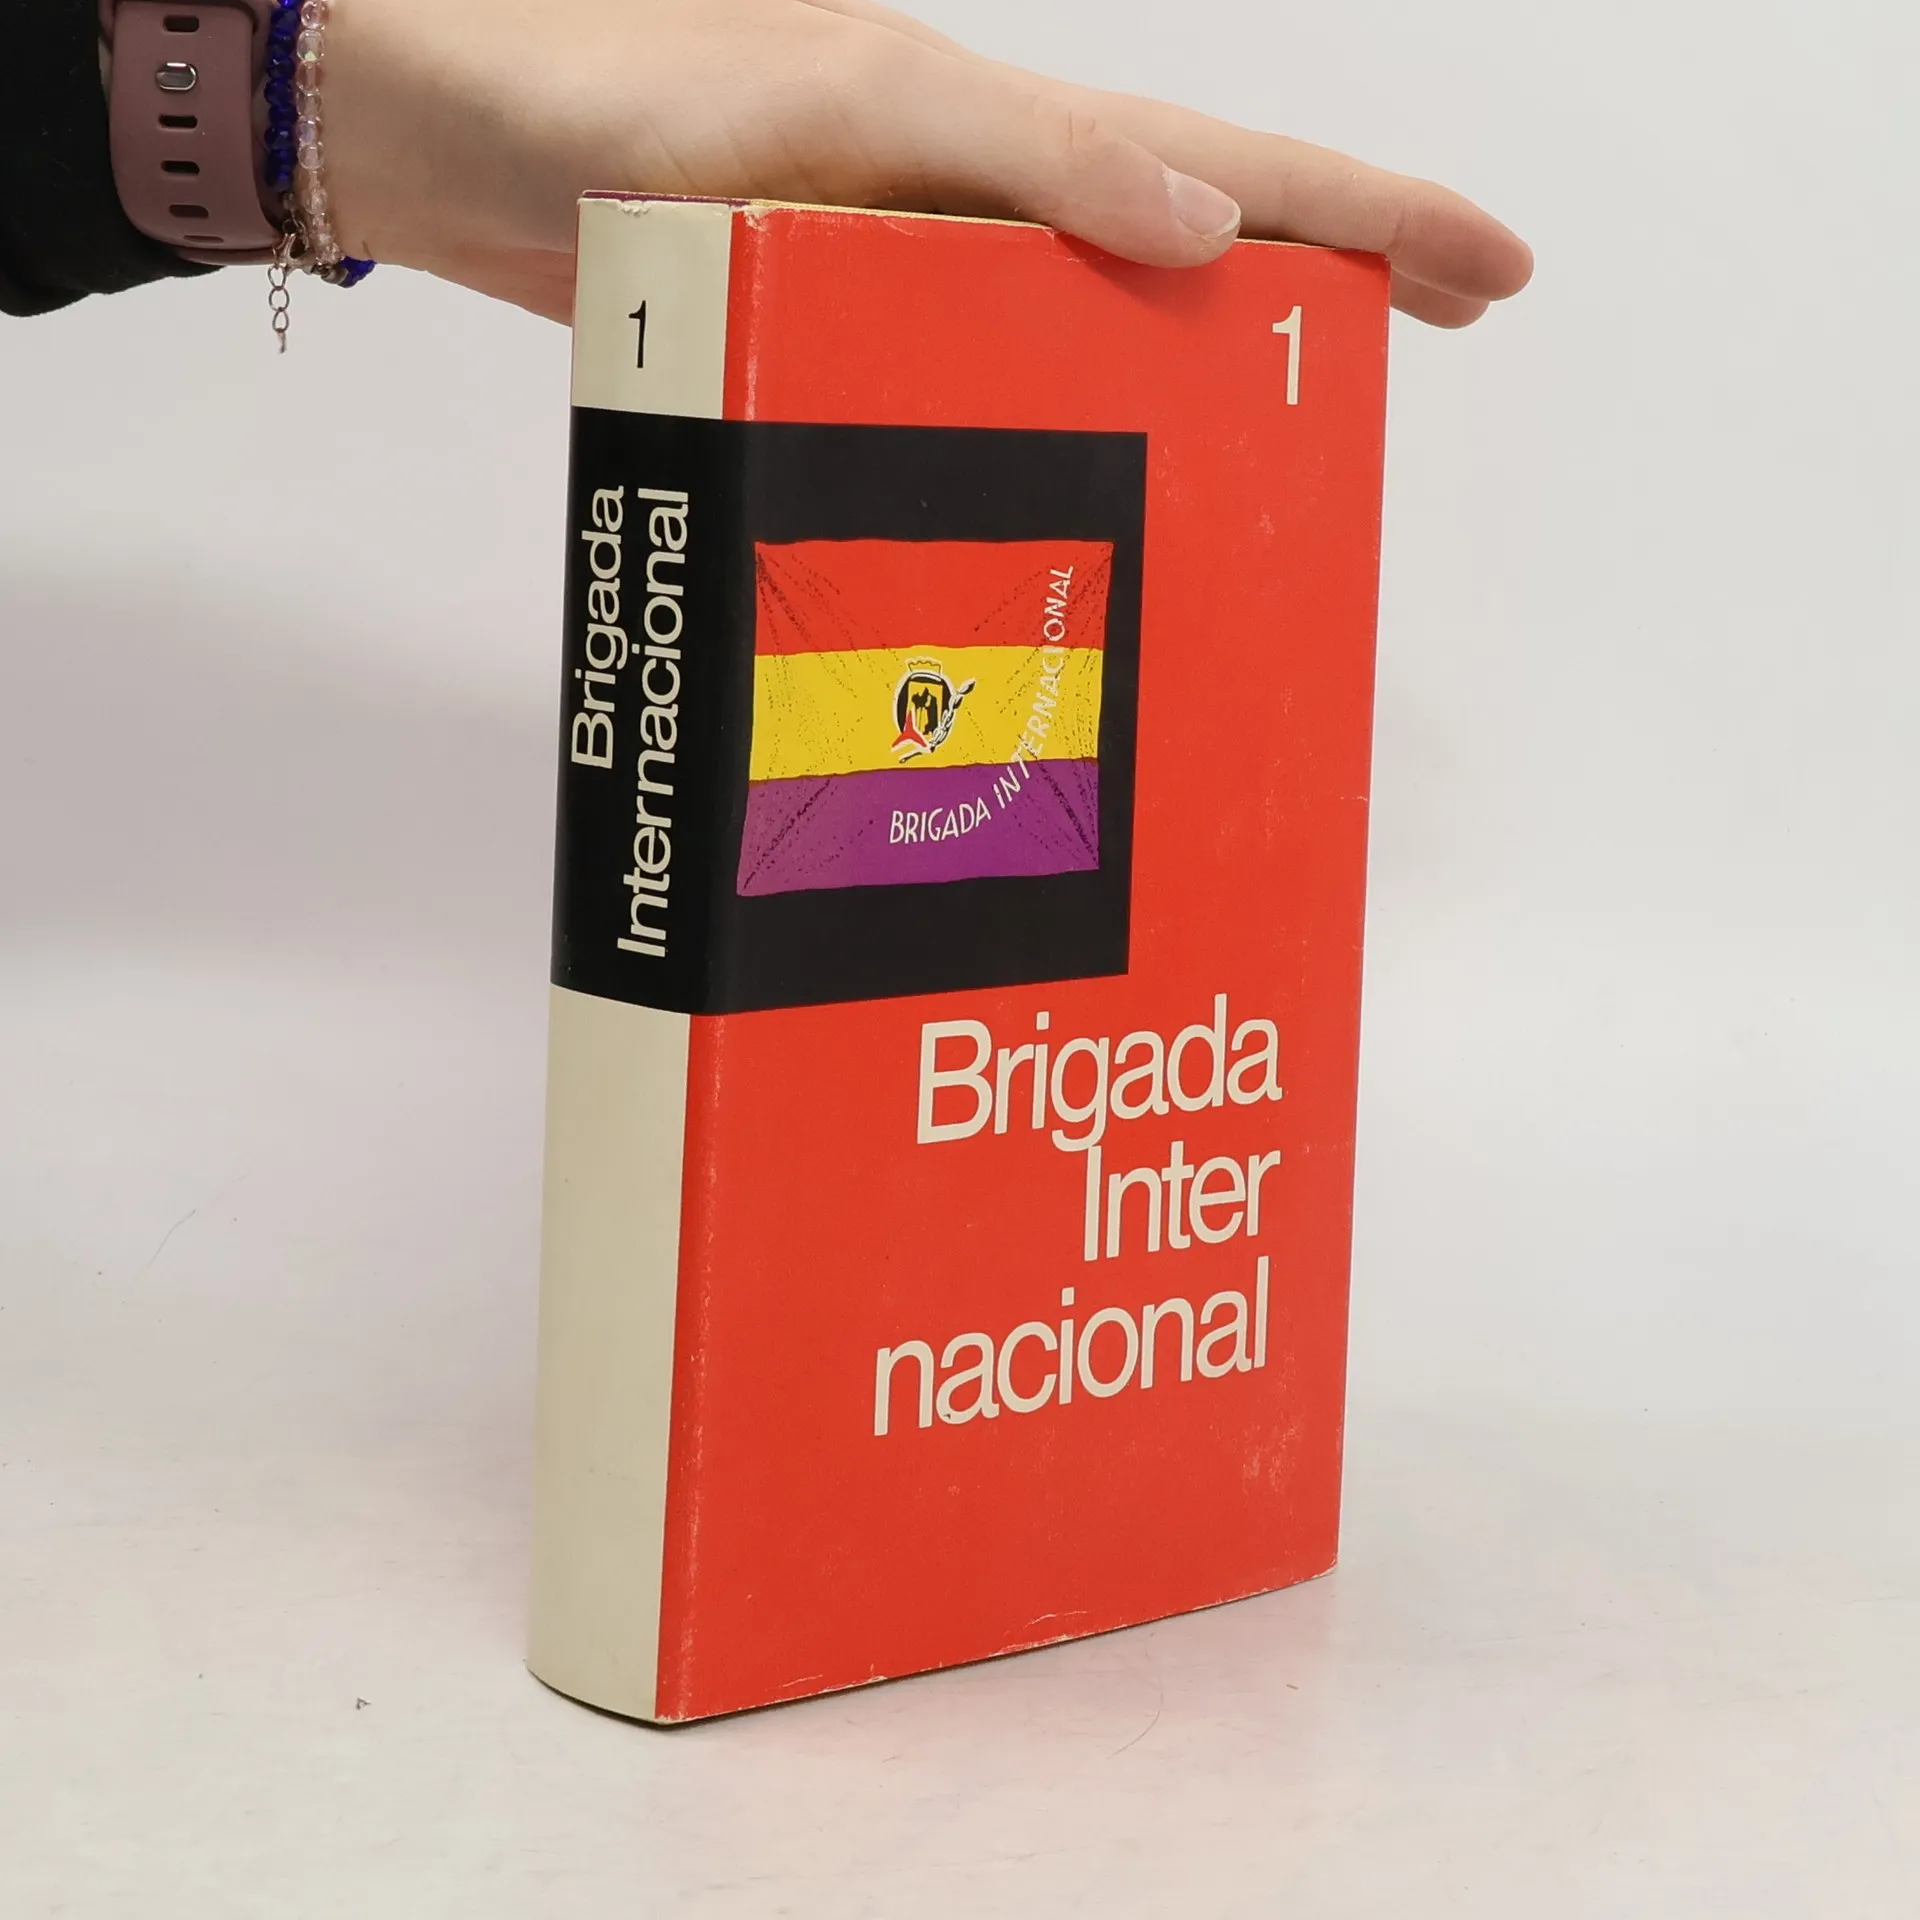 1
Brigada
Internacional
1
BRIGADA INTERNACIONAL
Brigada
Inter
nacional